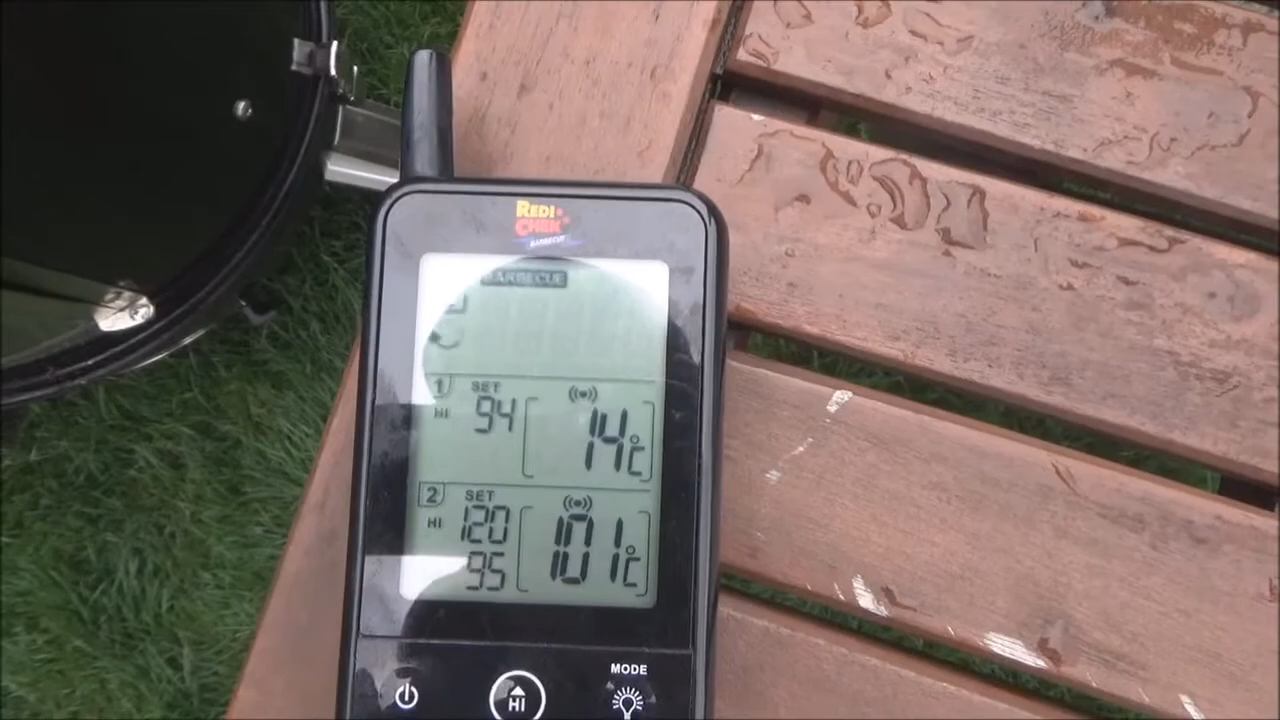 REDI
CHEK
BARBECUE
1 SET
HI 94 14°C
2 SET
HI 120 101°C
95
MODE
HI